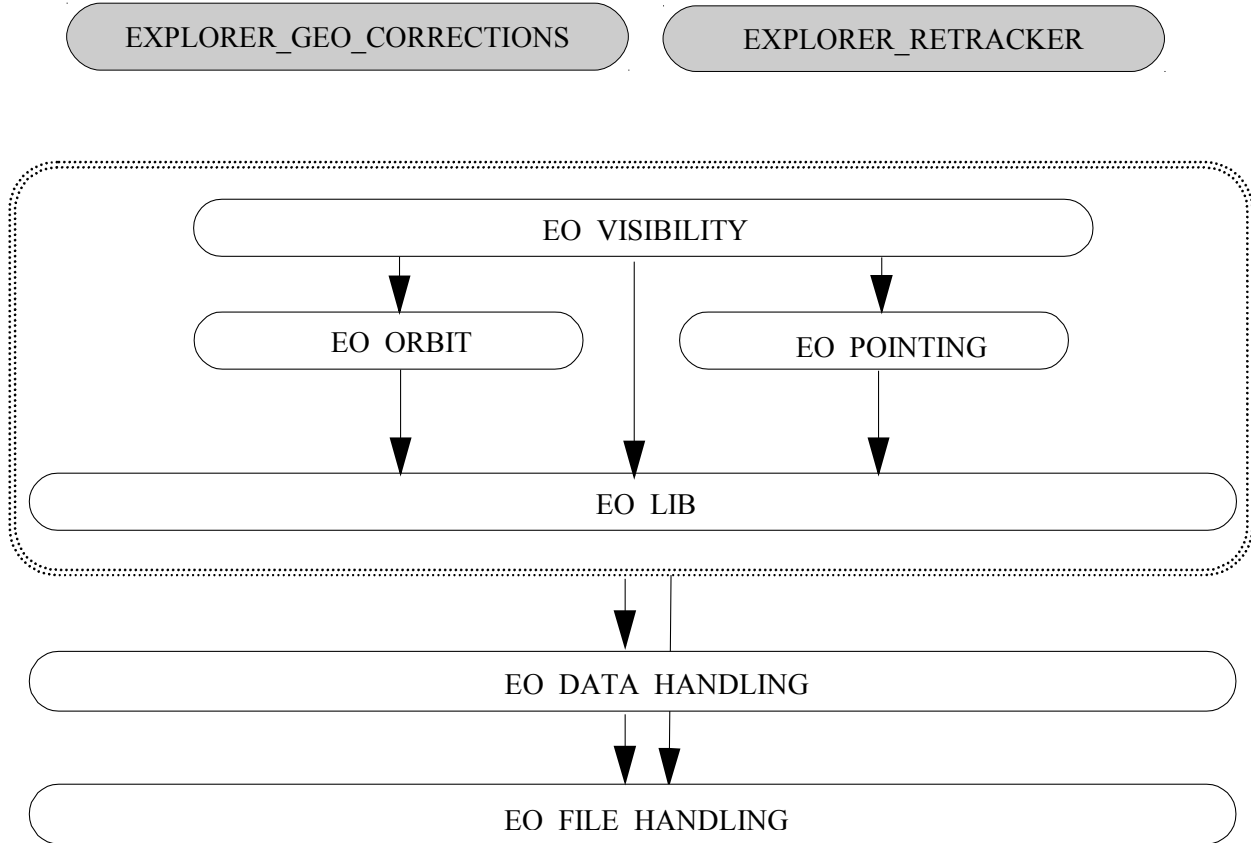 EXPLORER_GEO_CORRECTIONS
EXPLORER_RETRACKER
EO VISIBILITY
EO ORBIT
EO POINTING
EO LIB
EO DATA HANDLING
EO FILE HANDLING